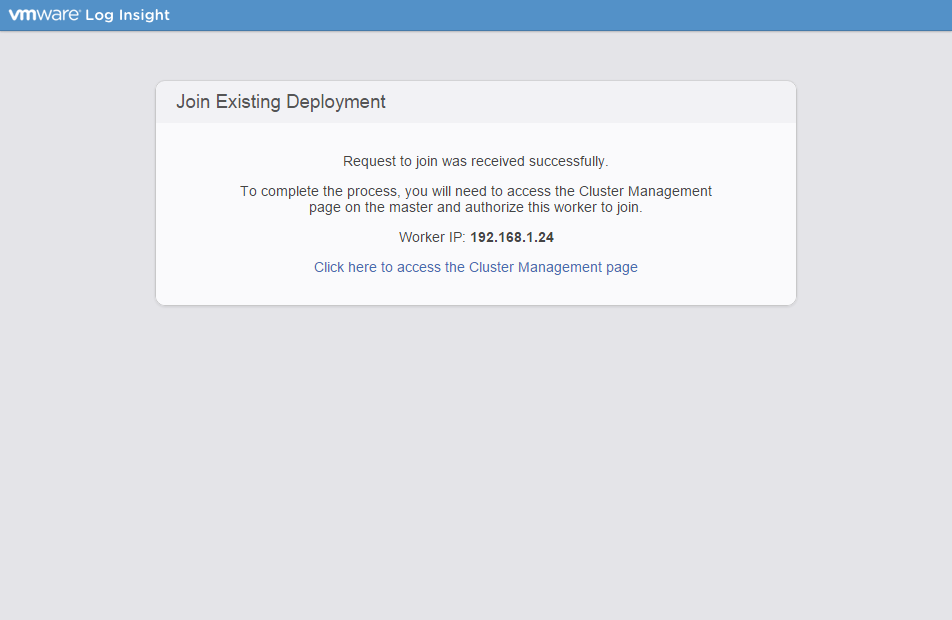 vmware® Log Insight
Join Existing Deployment
Request to join was received successfully.
To complete the process, you will need to access the Cluster Management
page on the master and authorize this worker to join.
Worker IP: 192.168.1.24
Click here to access the Cluster Management page